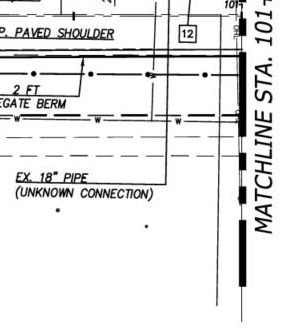 101
12
P. PAVED SHOULDER
2 FT
EGATE BERM
W W W
EX. 18" PIPE
(UNKNOWN CONNECTION)
MATCHLINE STA. 101+